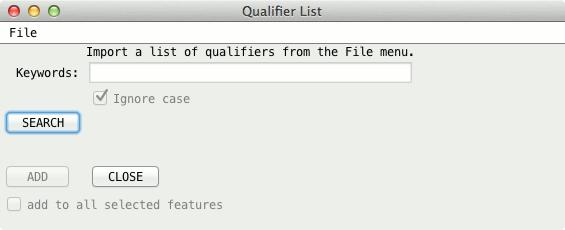 Qualifier List
File
Import a list of qualifiers from the File menu.
Keywords:
Ignore case
SEARCH
ADD CLOSE
add to all selected features